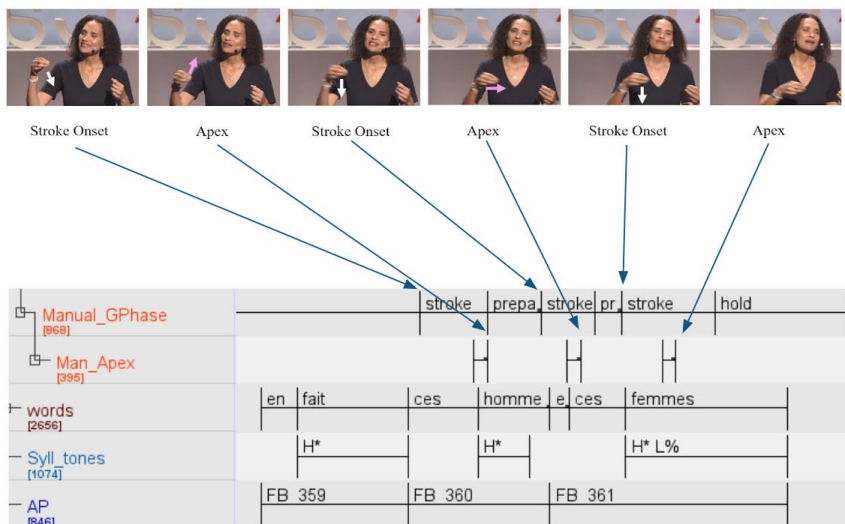 Stroke Onset Apex Stroke Onset Apex Stroke Onset Apex
Manual_GPhase stroke prepa. stroke pr. stroke hold
[868]
Man_Apex
[395]
words en fait ces homme. e. ces femmes
[2656]
Syll_tones H* H* H* L%
[1074]
AP FB 359 FB 360 FB 361
[846]